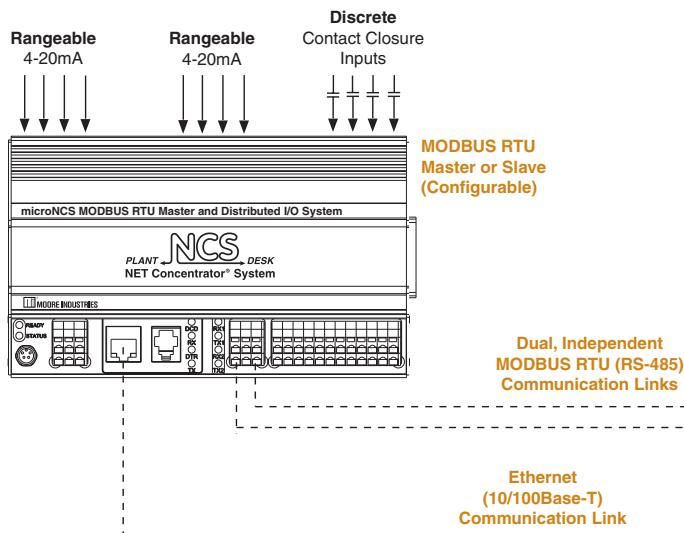 Discrete
Contact Closure
Inputs
Rangeable
4-20mA
Rangeable
4-20mA
MODBUS RTU
Master or Slave
(Configurable)
microNCS MODBUS RTU Master and Distributed I/O System
NCS
PLANT
DESK
NET Concentrator® System
MOORE INDUSTRIES
READY
STATUS
DCD
RX
DTR
TX
RX1
TX1
RX2
TX2
Dual, Independent
MODBUS RTU (RS-485)
Communication Links
Ethernet
(10/100Base-T)
Communication Link